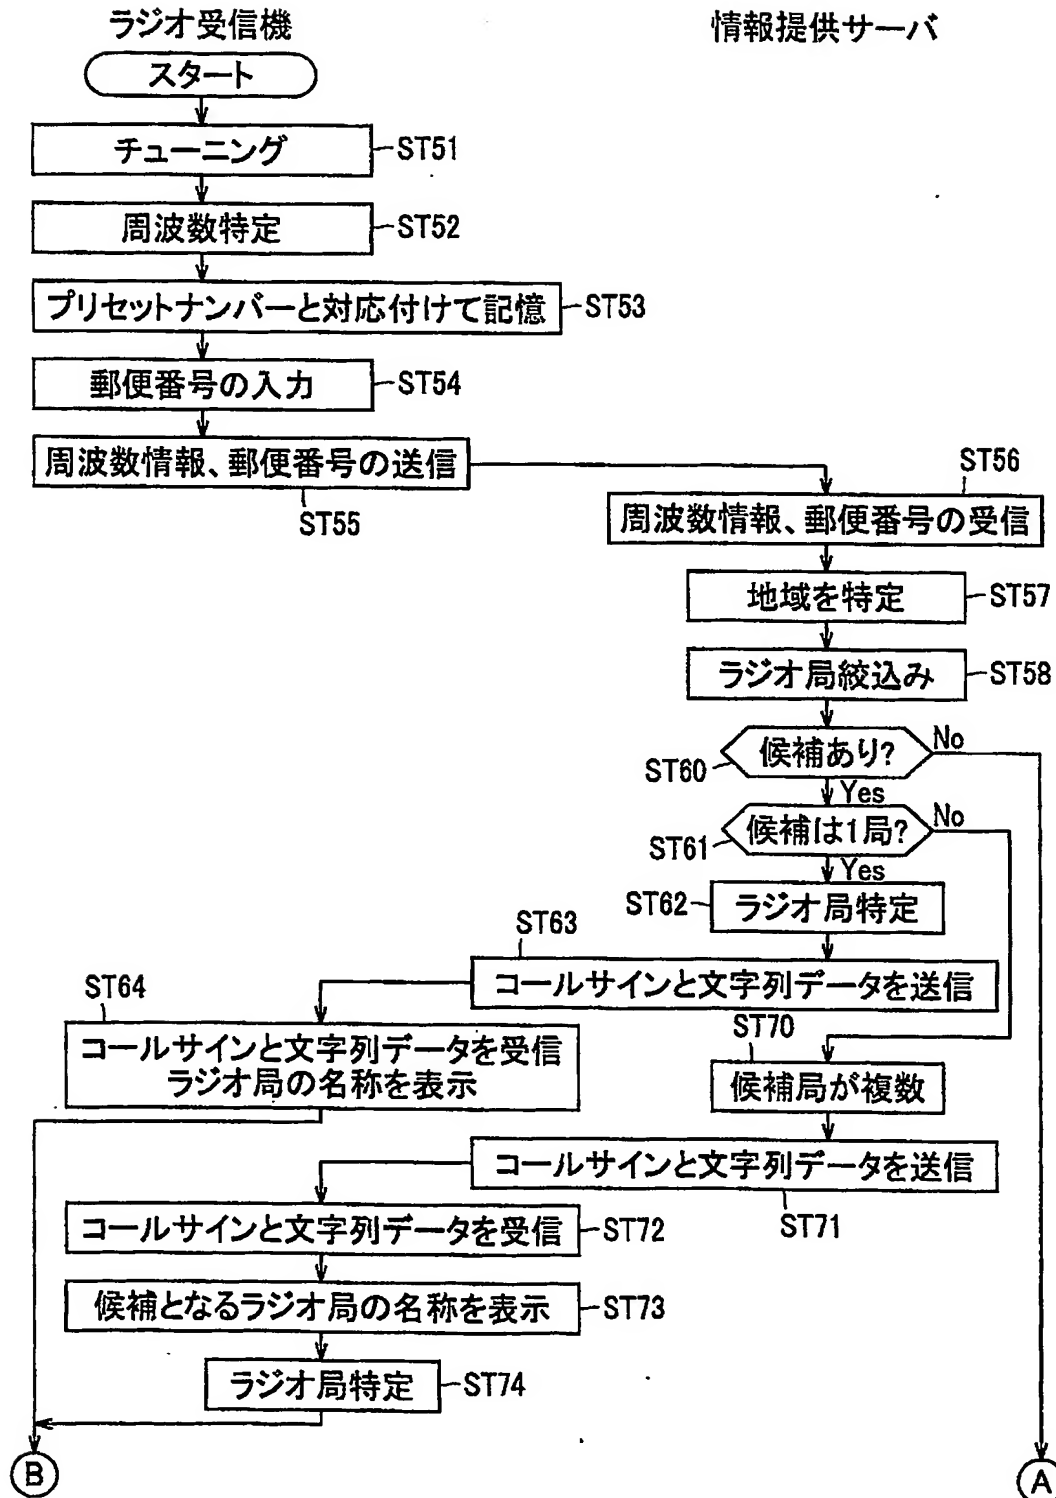 ラジオ受信機
情報提供サーバ
スタート
チューニング
ST51
周波数特定
ST52
プリセットナンバーと対応付けて記憶
ST53
郵便番号の入力
ST54
周波数情報、郵便番号の送信
ST55
ST56
周波数情報、郵便番号の受信
地域を特定
ST57
ラジオ局絞込み
ST58
候補あり?
No
ST60
Yes
候補は1局?
No
ST61
Yes
ST62
ラジオ局特定
ST63
コールサインと文字列データを送信
ST64
コールサインと文字列データを受信
ラジオ局の名称を表示
ST70
候補局が複数
コールサインと文字列データを送信
ST71
コールサインと文字列データを受信
ST72
候補となるラジオ局の名称を表示
ST73
ラジオ局特定
ST74
B
A